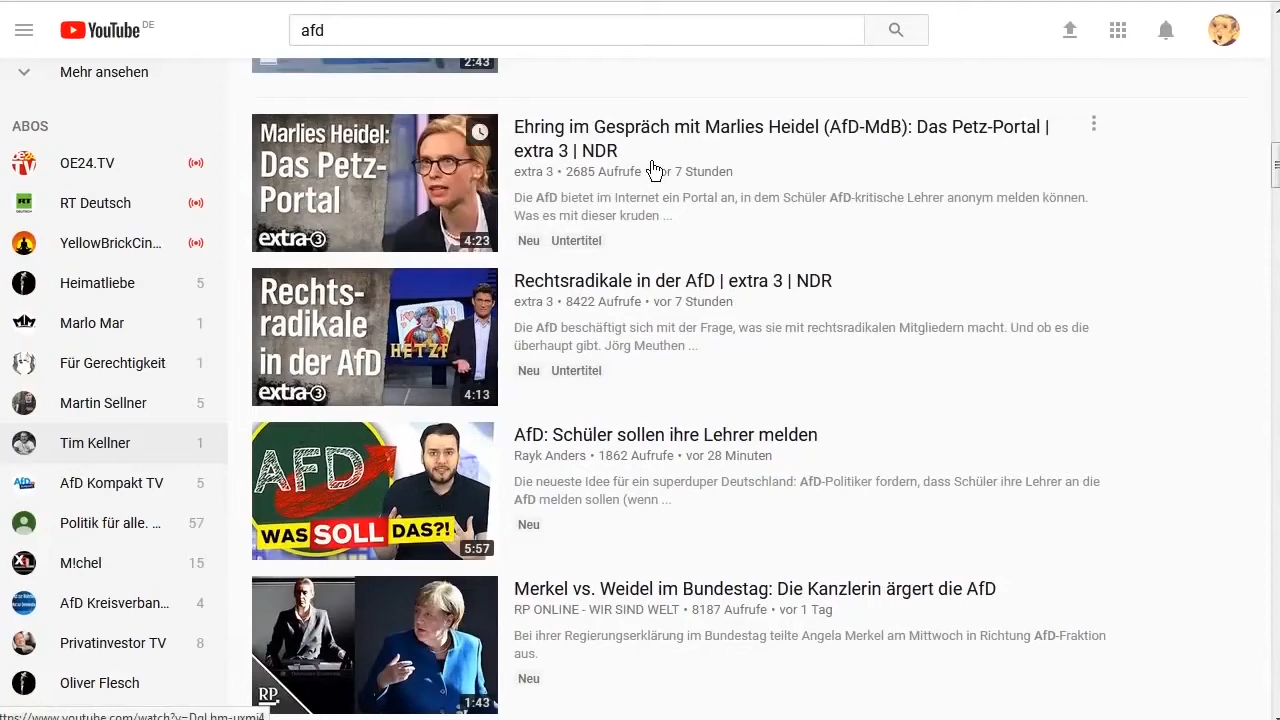 YouTube DE
afd
Mehr ansehen
ABOS
OE24.TV
RT Deutsch
YellowBrickCin...
Heimatliebe 5
Marlo Mar 1
Für Gerechtigkeit 1
Martin Sellner 5
Tim Kellner 1
AfD Kompakt TV 5
Politik für alle. ... 57
M!chel 15
AfD Kreisverban... 4
Privatinvestor TV 8
Oliver Flesch
2:43
Marlies Heidel:
Das Petz-
Portal
extra 3
4:23
Ehring im Gespräch mit Marlies Heidel (AfD-MdB): Das Petz-Portal |
extra 3 | NDR
extra 3 • 2685 Aufrufe • vor 7 Stunden
Die AfD bietet im Internet ein Portal an, in dem Schüler AfD-kritische Lehrer anonym melden können.
Was es mit dieser kruden ...
Neu Untertitel
Rechts-
radikale
in der AfD
extra 3
HETZ
4:13
Rechtsradikale in der AfD | extra 3 | NDR
extra 3 • 8422 Aufrufe • vor 7 Stunden
Die AfD beschäftigt sich mit der Frage, was sie mit rechtsradikalen Mitgliedern macht. Und ob es die
überhaupt gibt. Jörg Meuthen ...
Neu Untertitel
AFD
WAS SOLL DAS?!
5:57
AfD: Schüler sollen ihre Lehrer melden
Rayk Anders • 1862 Aufrufe • vor 28 Minuten
Die neueste Idee für ein superduper Deutschland: AfD-Politiker fordern, dass Schüler ihre Lehrer an die
AfD melden sollen (wenn ...
Neu
RP
1:43
Merkel vs. Weidel im Bundestag: Die Kanzlerin ärgert die AfD
RP ONLINE - WIR SIND WELT • 8187 Aufrufe • vor 1 Tag
Bei ihrer Regierungserklärung im Bundestag teilte Angela Merkel am Mittwoch in Richtung AfD-Fraktion
aus.
Neu